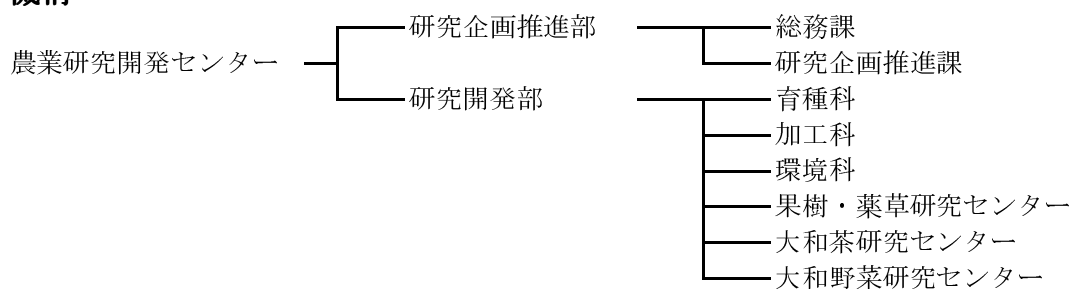 研究企画推進部 総務課
農業研究開発センター 研究企画推進課
研究開発部 育種科
加工科
環境科
果樹・薬草研究センター
大和茶研究センター
大和野菜研究センター